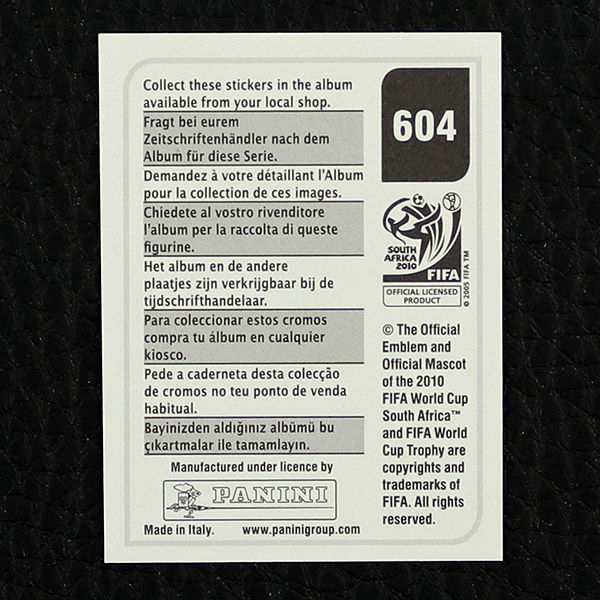 Collect these stickers in the album
available from your local shop.
Fragt bei eurem
Zeitschriftenhändler nach dem
Album für diese Serie.
Demandez à votre détaillant l'Album
pour la collection de ces images.
Chiedete al vostro rivenditore
l'album per la raccolta di queste
figurine.
Het album en de andere
plaatjes zijn verkrijgbaar bij de
tijdschrifthandelaar.
Para coleccionar estos cromos
compra tu álbum en cualquier
kiosco.
Pede a caderneta desta colecção
de cromos no teu ponto de venda
habitual.
Bayinizden aldığınız albümü bu
çıkartmalar ile tamamlayın.
Manufactured under licence by
PANINI
Made in Italy. www.paninigroup.com
604
SOUTH
AFRICA
2010
FIFA
OFFICIAL LICENSED
PRODUCT
© 2005 FIFA TM
© The Official
Emblem and
Official Mascot
of the 2010
FIFA World Cup
South Africa™
and FIFA World
Cup Trophy are
copyrights and
trademarks of
FIFA. All rights
reserved.